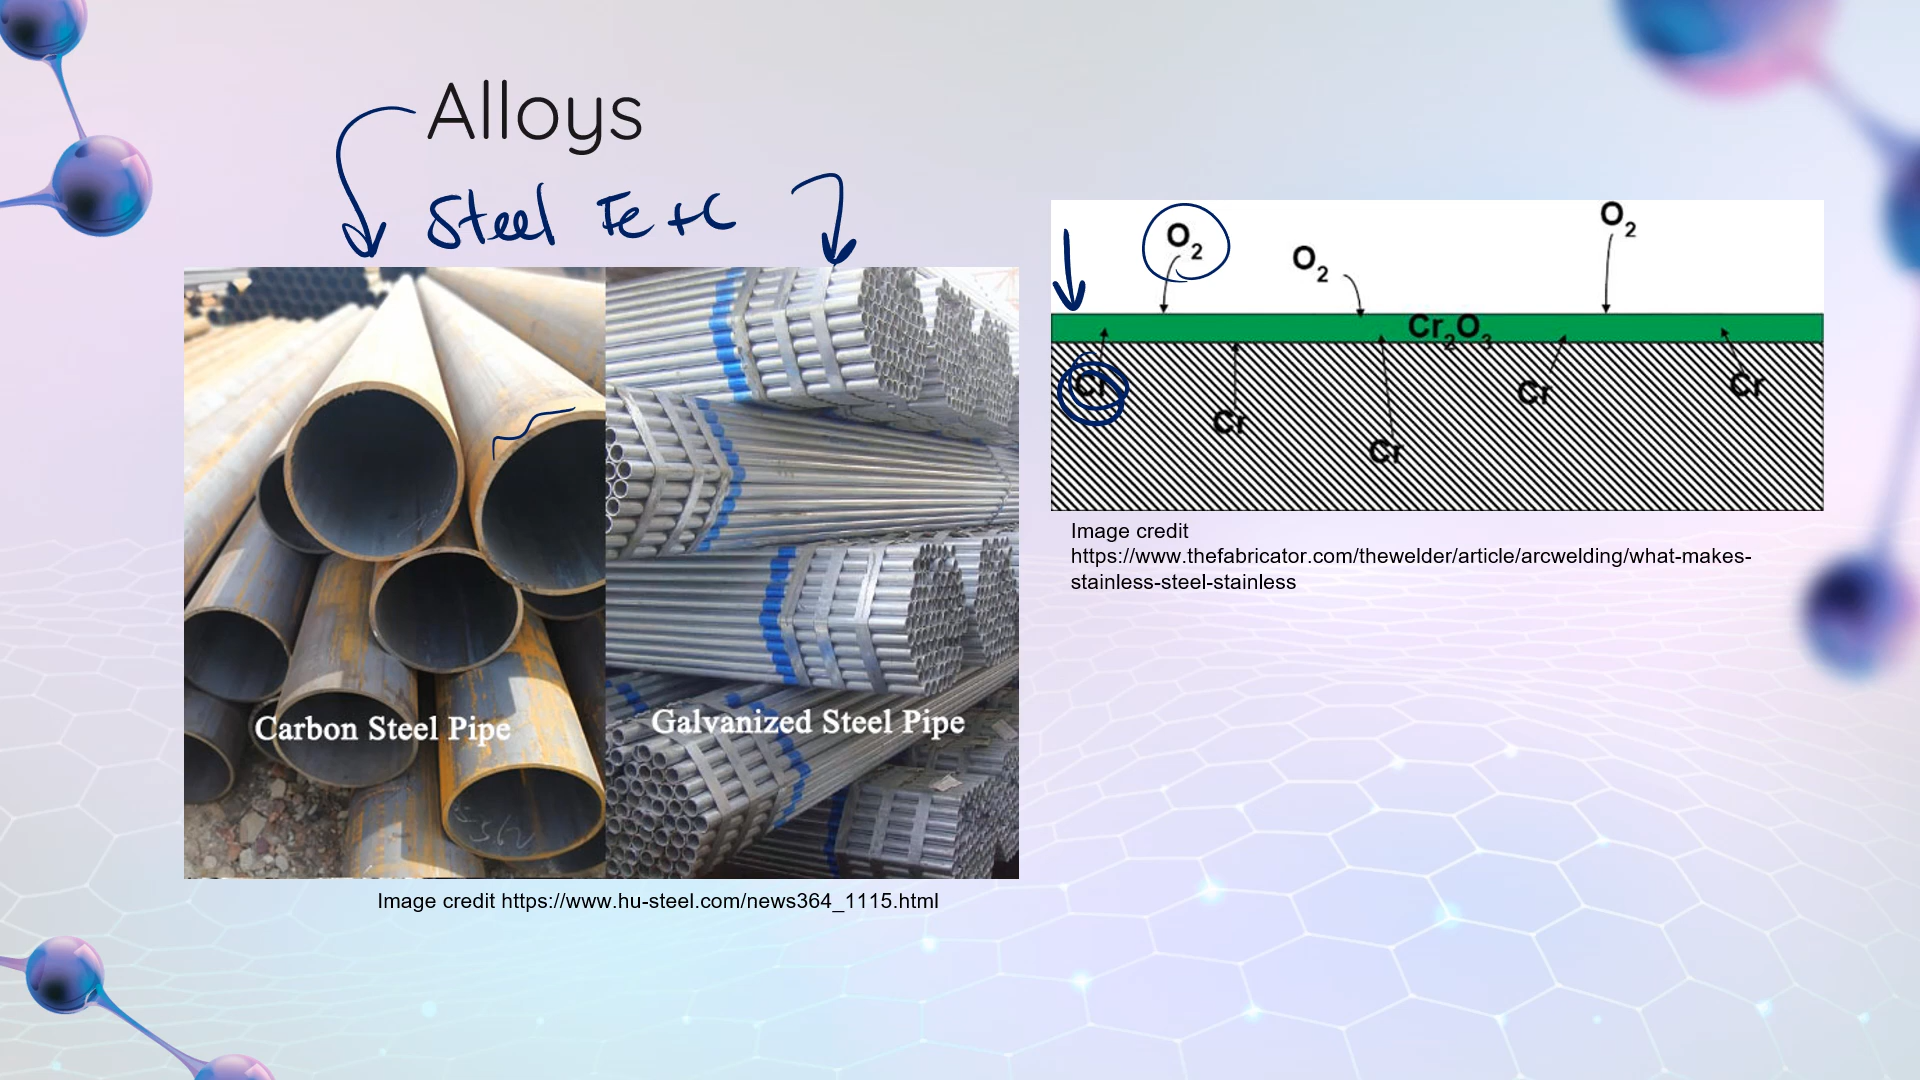 Alloys
Steel Fe + C
Carbon Steel Pipe
Galvanized Steel Pipe
Image credit https://www.hu-steel.com/news364_1115.html
O2
O2
O2
Cr2O3
Cr
Cr
Cr
Cr
Cr
Image credit
https://www.thefabricator.com/thewelder/article/arcwelding/what-makes-
stainless-steel-stainless